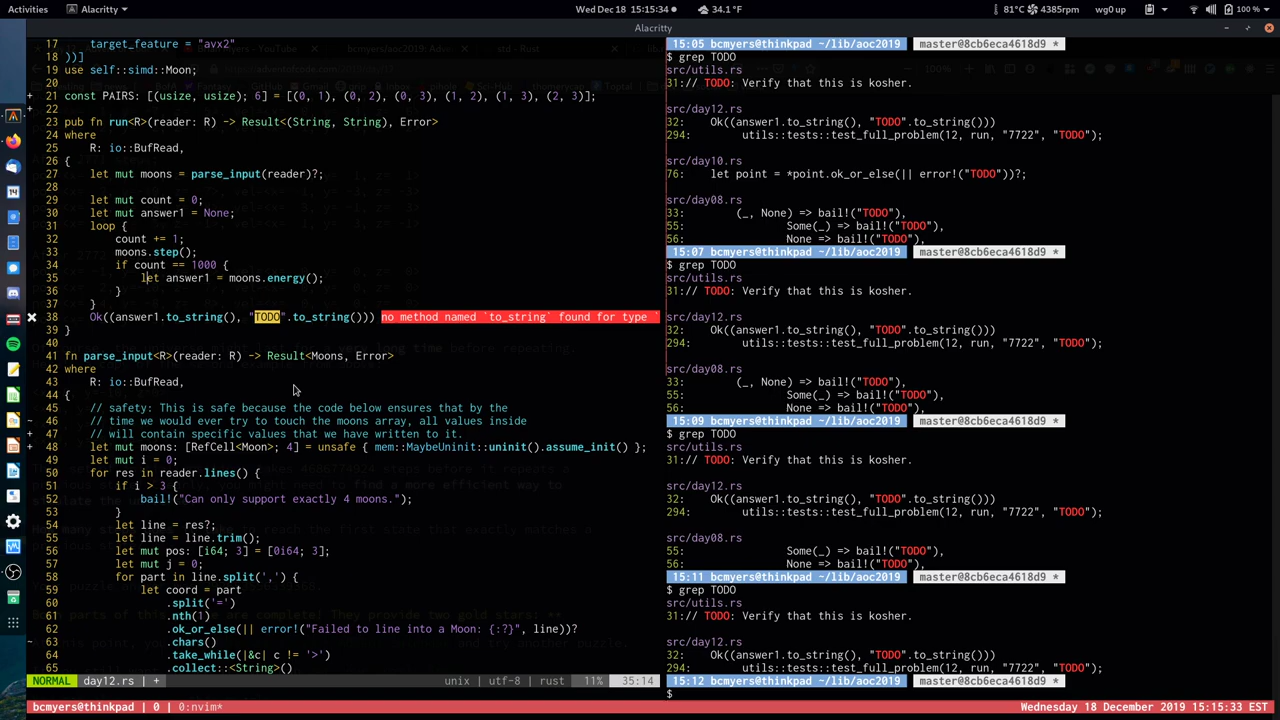 Activities
Alacritty
Wed Dec 18 15:15:34
34.1°F
81°C
4385rpm
wg0 up
100 %
Alacritty
17 target_feature = "avx2"
18 ))]
19 use self::simd::Moon;
20
21 const PAIRS: [(usize, usize); 6] = [(0, 1), (0, 2), (0, 3), (1, 2), (1, 3), (2, 3)];
22
23 pub fn run<R>(reader: R) -> Result<(String, String), Error>
24 where
25 R: io::BufRead,
26 {
27 let mut moons = parse_input(reader)?;
28
29 let mut count = 0;
30 let mut answer1 = None;
31 loop {
32 count += 1;
33 moons.step();
34 if count == 1000 {
35 let answer1 = moons.energy();
36 }
37 }
38 Ok((answer1.to_string(), "TODO".to_string())) no method named `to_string` found for type `
39 }
40
41 fn parse_input<R>(reader: R) -> Result<Moons, Error>
42 where
43 R: io::BufRead,
44 {
45 // safety: This is safe because the code below ensures that by the
46 // time we would ever try to touch the moons array, all values inside
47 // will contain specific values that we have written to it.
48 let mut moons: [RefCell<Moon>; 4] = unsafe { mem::MaybeUninit::uninit().assume_init() };
49 let mut i = 0;
50 for res in reader.lines() {
51 if i > 3 {
52 bail!("Can only support exactly 4 moons.");
53 }
54 let line = res?;
55 let line = line.trim();
56 let mut pos: [i64; 3] = [0i64; 3];
57 let mut j = 0;
58 for part in line.split(',') {
59 let coord = part
60 .split('=')
61 .nth(1)
62 .ok_or_else(|| error!("Failed to line into a Moon: {:?}", line))?
63 .chars()
64 .take_while(|&c| c != '>')
65 .collect::<String>()
NORMAL day12.rs | + unix | utf-8 | rust 11% 35:14
15:05 bcmyers@thinkpad ~/lib/aoc2019 master@8cb6eca4618d9 *
$ grep TODO
src/utils.rs
31:// TODO: Verify that this is kosher.
src/day12.rs
32: Ok((answer1.to_string(), "TODO".to_string()))
294: utils::tests::test_full_problem(12, run, "7722", "TODO");
src/day10.rs
76: let point = *point.ok_or_else(|| error!("TODO"))?;
src/day08.rs
33: (_, None) => bail!("TODO"),
55: Some(_) => bail!("TODO"),
56: None => bail!("TODO"),
15:07 bcmyers@thinkpad ~/lib/aoc2019 master@8cb6eca4618d9 *
$ grep TODO
src/utils.rs
31:// TODO: Verify that this is kosher.
src/day12.rs
32: Ok((answer1.to_string(), "TODO".to_string()))
294: utils::tests::test_full_problem(12, run, "7722", "TODO");
src/day08.rs
33: (_, None) => bail!("TODO"),
55: Some(_) => bail!("TODO"),
56: None => bail!("TODO"),
15:09 bcmyers@thinkpad ~/lib/aoc2019 master@8cb6eca4618d9 *
$ grep TODO
src/utils.rs
31:// TODO: Verify that this is kosher.
src/day12.rs
32: Ok((answer1.to_string(), "TODO".to_string()))
294: utils::tests::test_full_problem(12, run, "7722", "TODO");
src/day08.rs
55: Some(_) => bail!("TODO"),
57: None => bail!("TODO"),
15:11 bcmyers@thinkpad ~/lib/aoc2019 master@8cb6eca4618d9 *
$ grep TODO
src/utils.rs
31:// TODO: Verify that this is kosher.
src/day12.rs
32: Ok((answer1.to_string(), "TODO".to_string()))
294: utils::tests::test_full_problem(12, run, "7722", "TODO");
15:12 bcmyers@thinkpad ~/lib/aoc2019 master@8cb6eca4618d9 *
$
bcmyers@thinkpad | 0 | 0:nvim* Wednesday 18 December 2019 15:15:33 EST